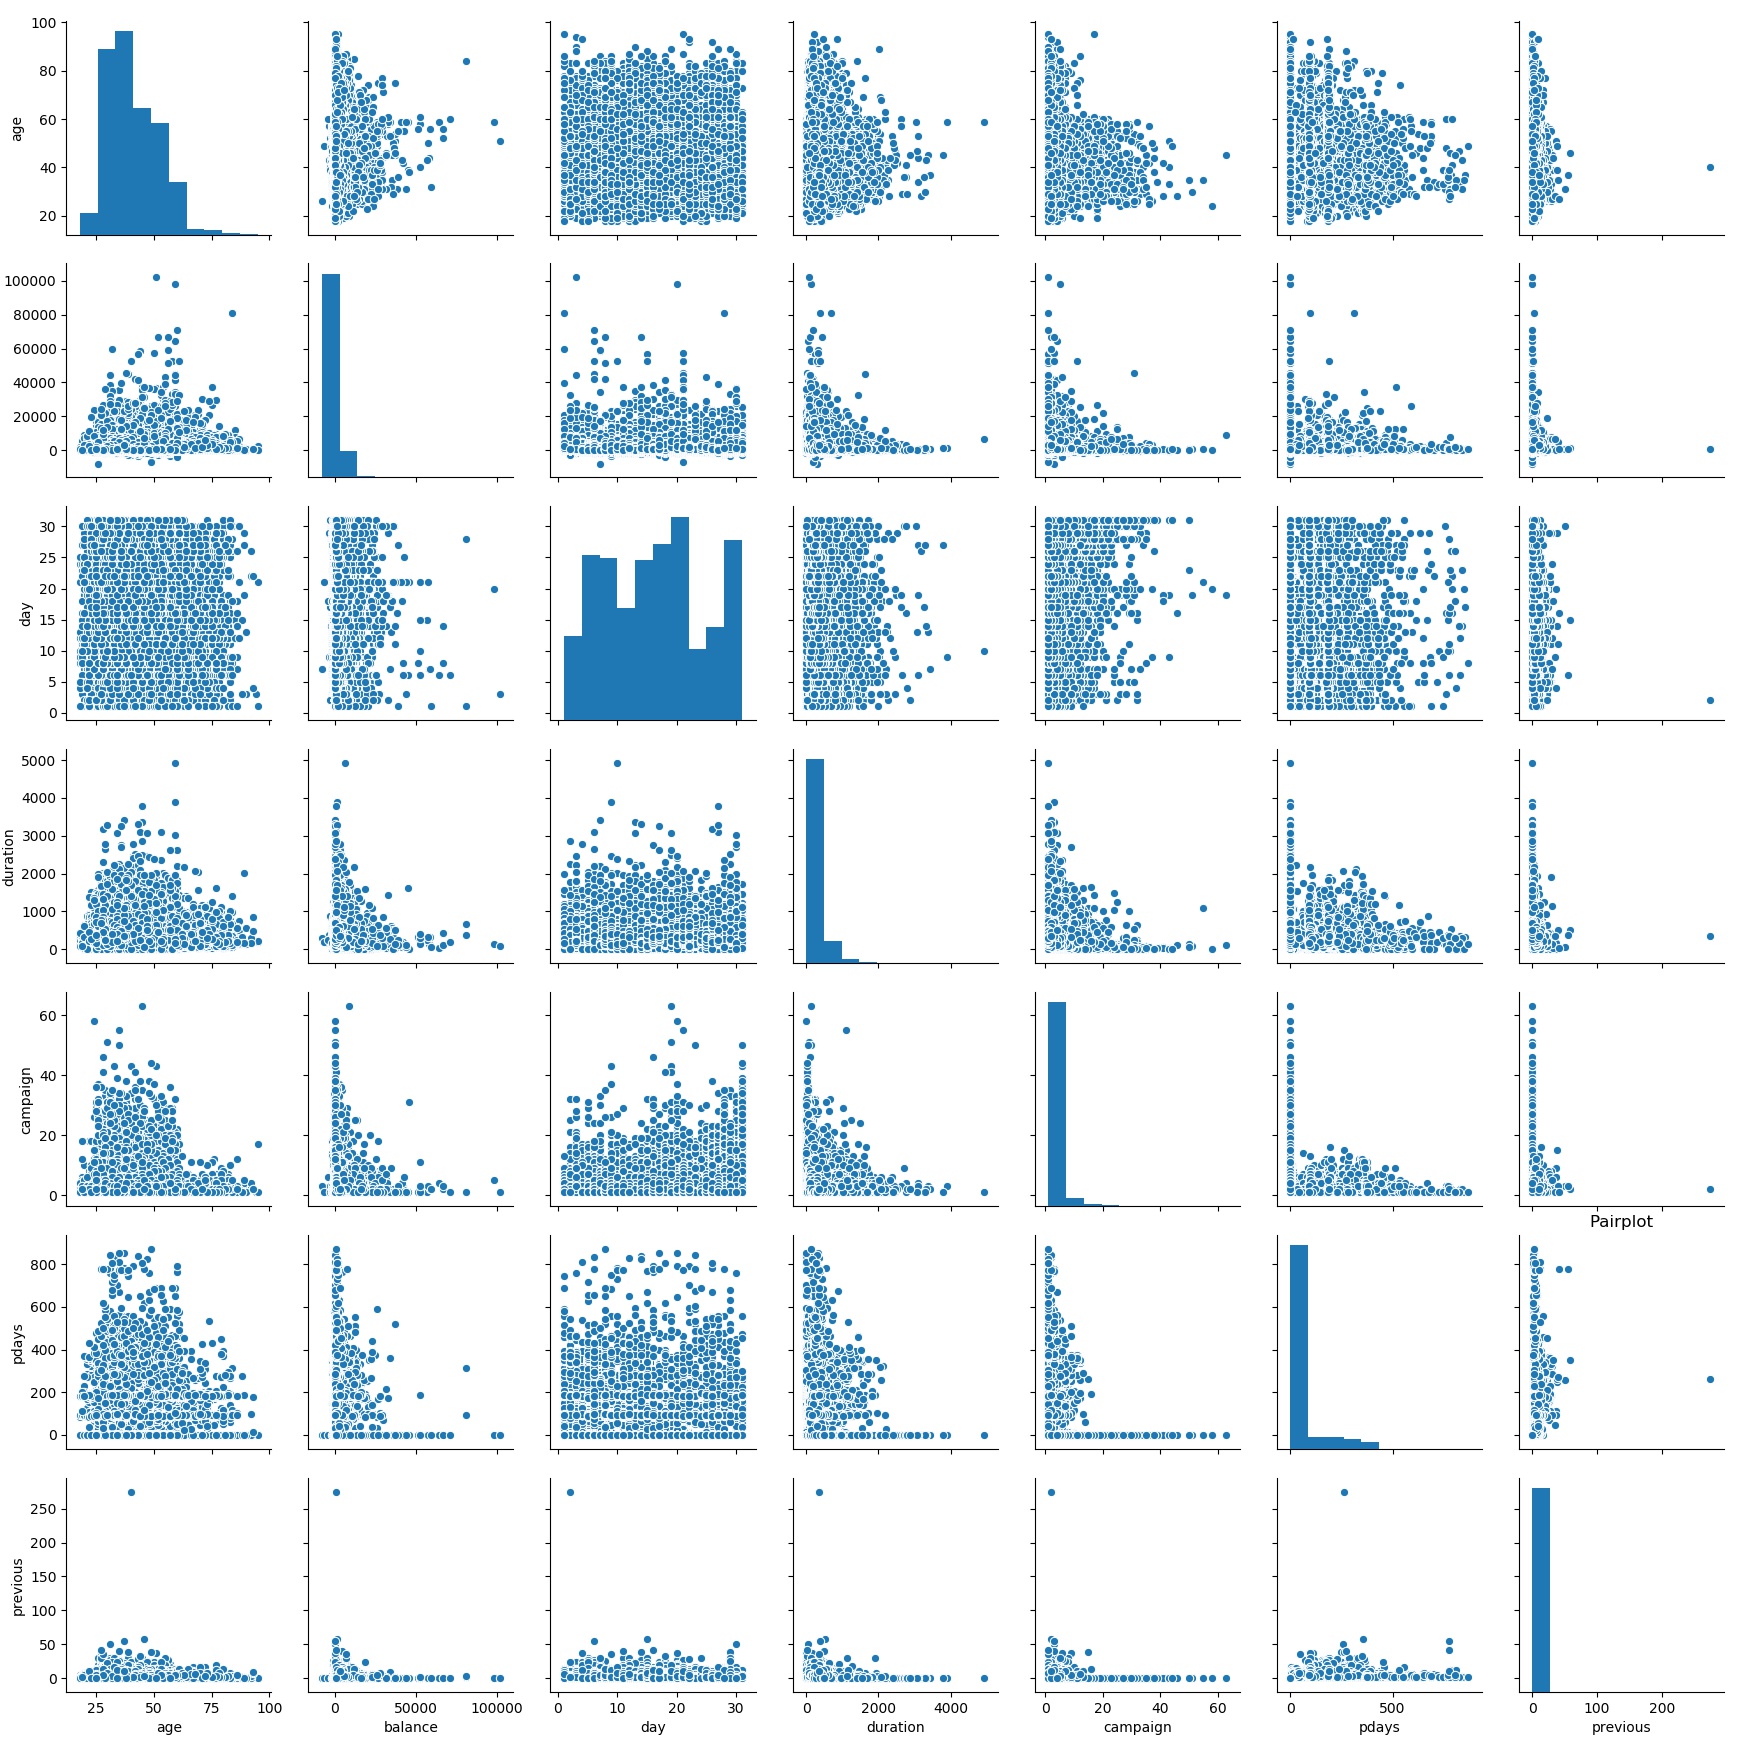 100
80
60
40
20
age
100000
80000
60000
40000
20000
0
balance
30
25
20
15
10
5
0
day
5000
4000
3000
2000
1000
0
duration
60
40
20
0
campaign
Pairplot
800
600
400
200
0
pdays
250
200
150
100
50
0
previous
25 50 75 100
0 50000 100000
0 10 20 30
0 2000 4000
0 20 40 60
0 500
0 100 200
age balance day duration campaign pdays previous